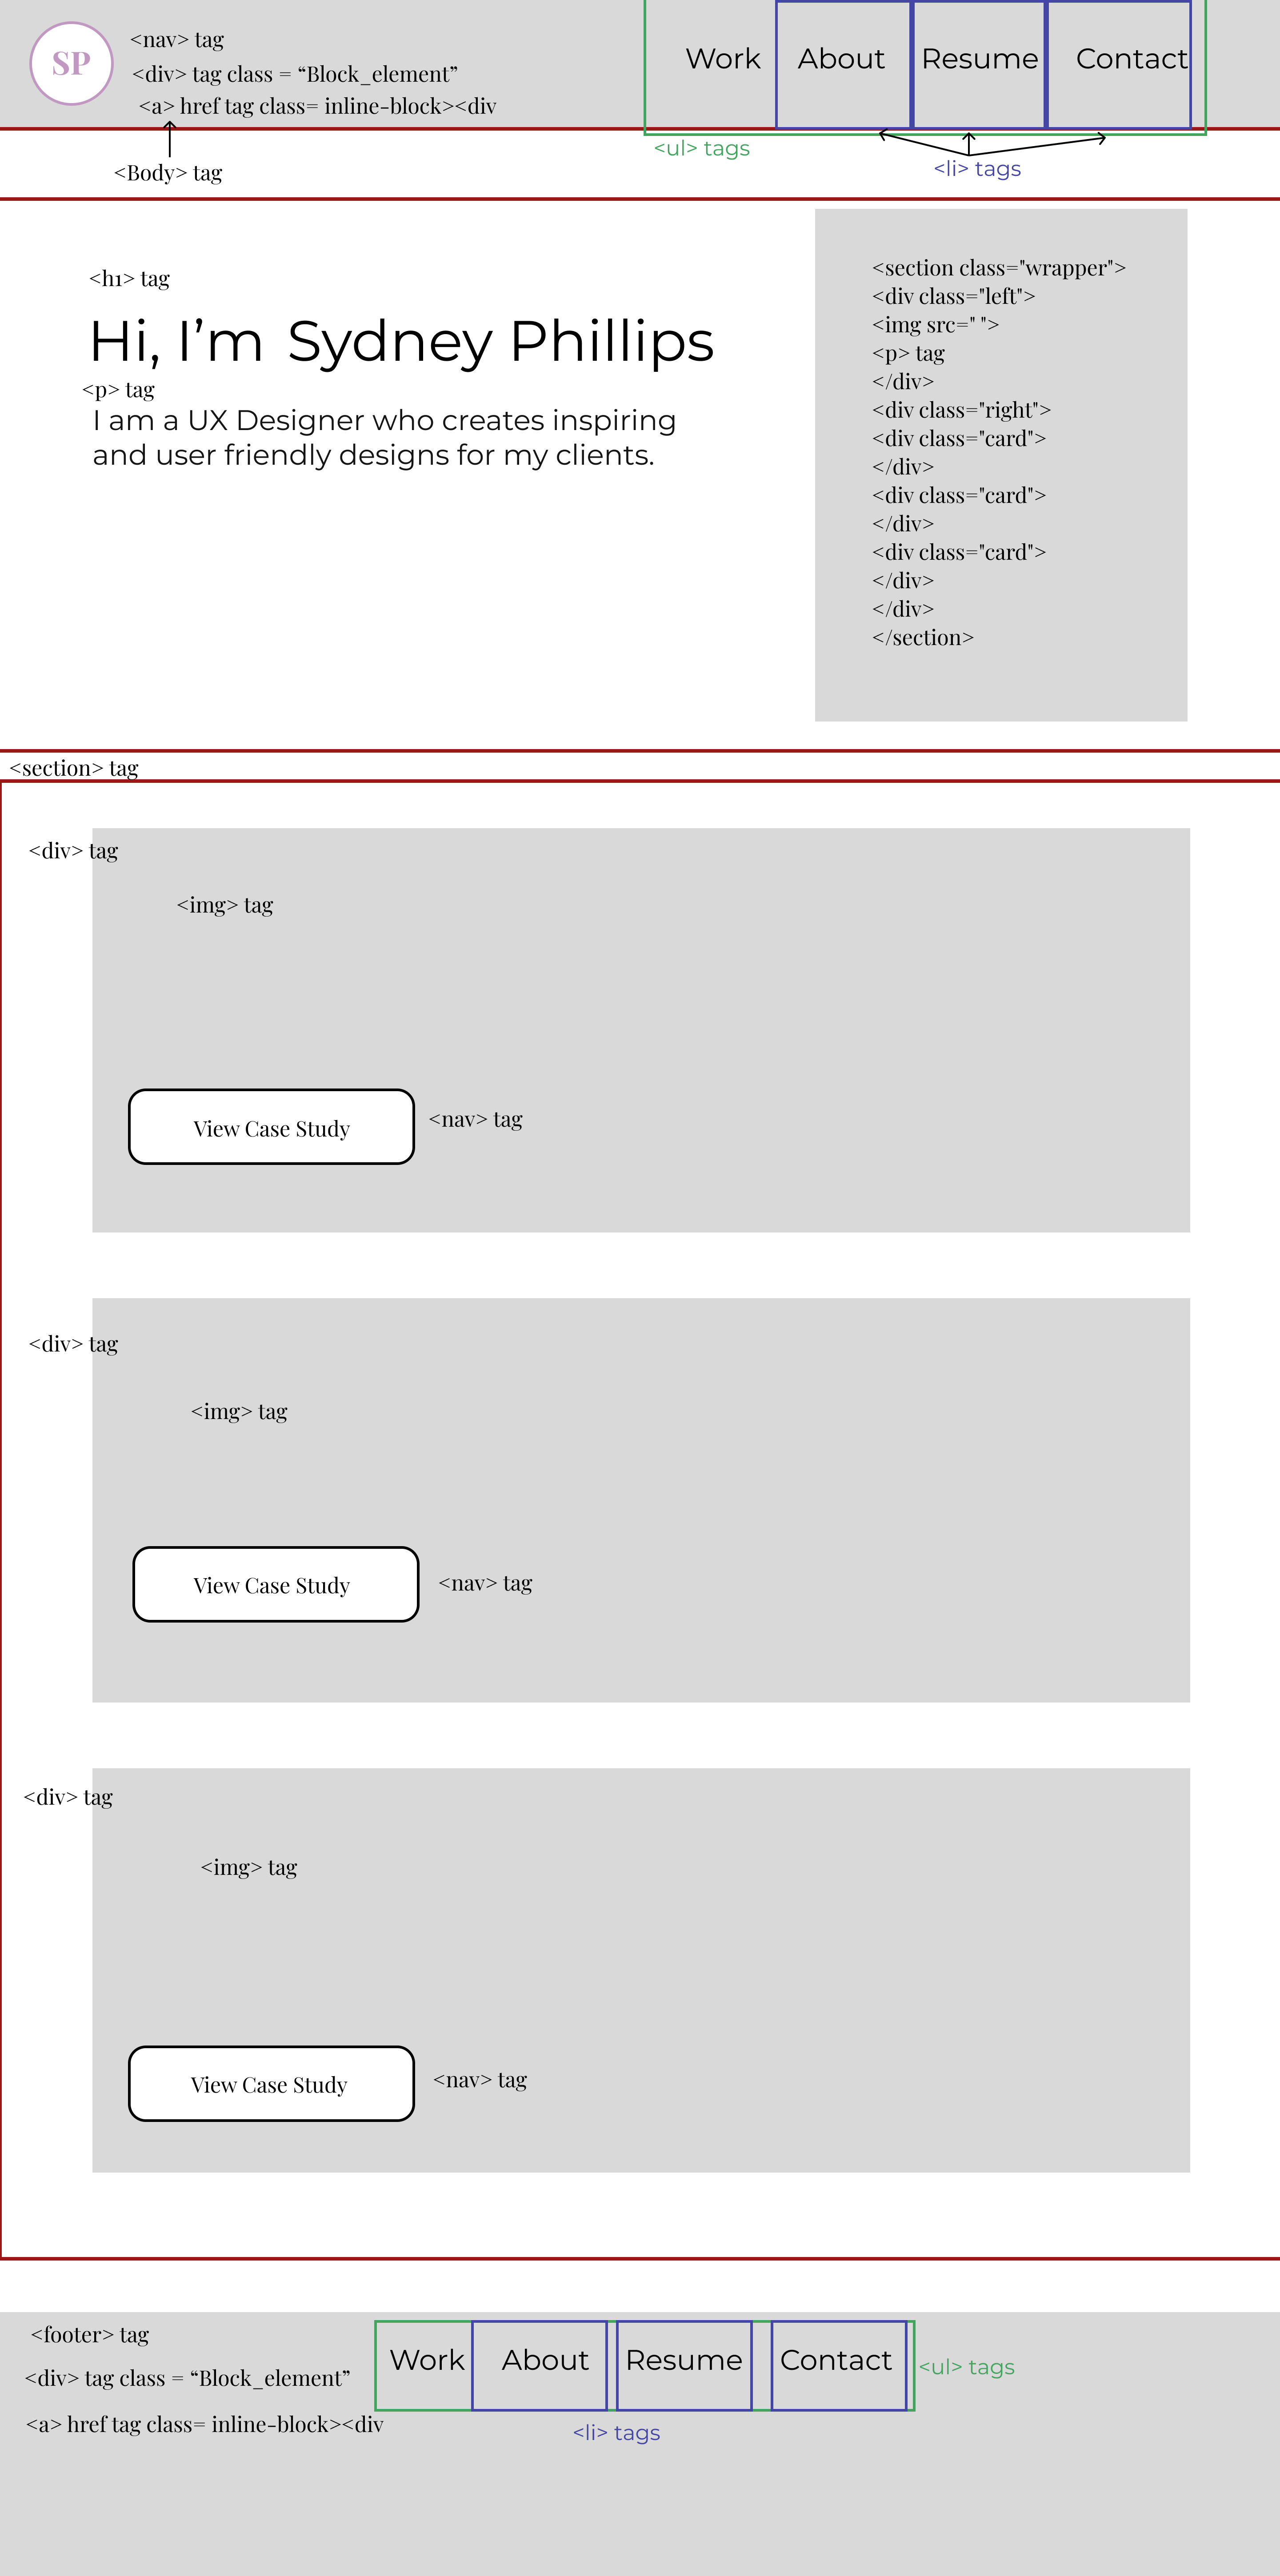 SP
<nav> tag
<div> tag class = “Block_element”
<a> href tag class= inline-block><div
Work About Resume Contact
<ul> tags
<li> tags
<Body> tag
<h1> tag
Hi, I’m Sydney Phillips
<p> tag
I am a UX Designer who creates inspiring
and user friendly designs for my clients.
<section class="wrapper">
<div class="left">
<img src=" ">
<p> tag
</div>
<div class="right">
<div class="card">
</div>
<div class="card">
</div>
<div class="card">
</div>
</div>
</section>
<section> tag
<div> tag
<img> tag
View Case Study
<nav> tag
<div> tag
<img> tag
View Case Study
<nav> tag
<div> tag
<img> tag
View Case Study
<nav> tag
<footer> tag
<div> tag class = “Block_element”
<a> href tag class= inline-block><div
Work About Resume Contact
<ul> tags
<li> tags